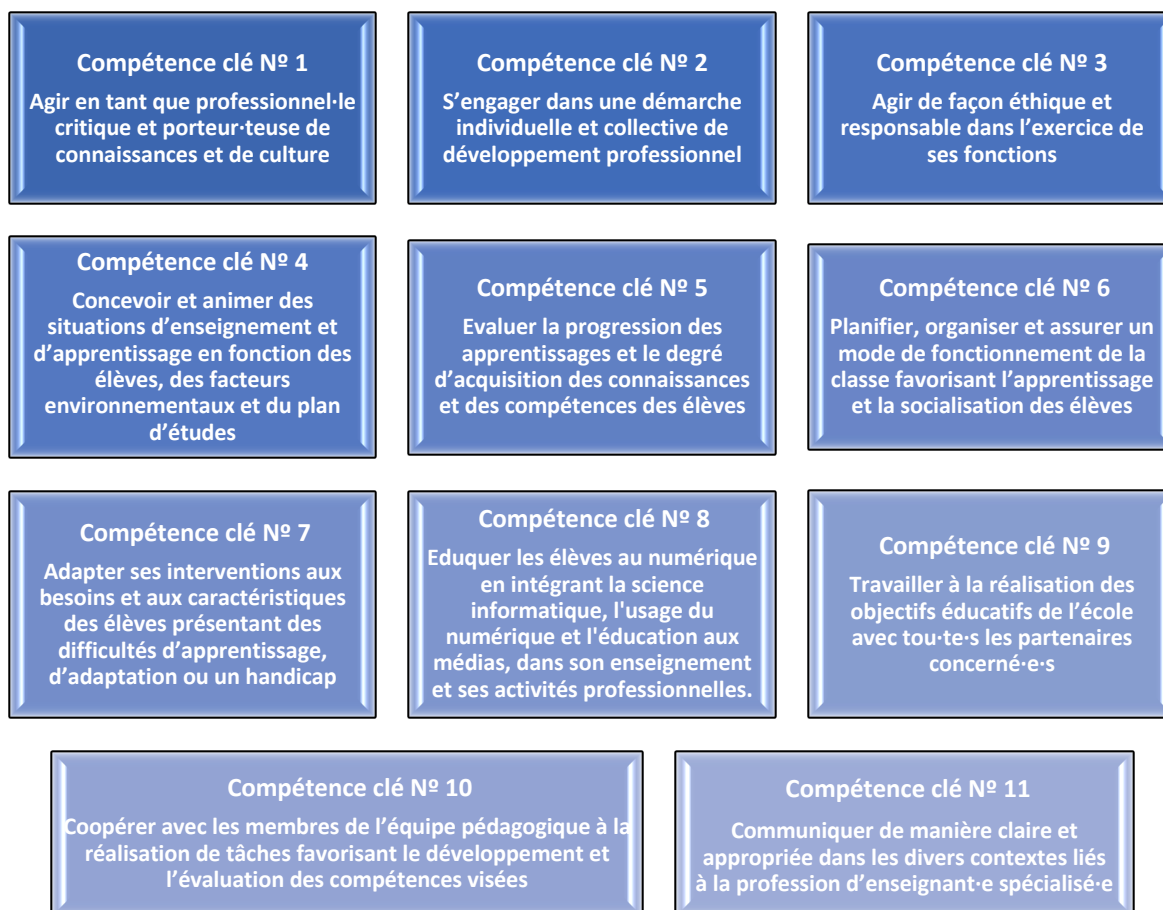 Compétence clé Nº 1
Agir en tant que professionnel·le
critique et porteur·teuse de
connaissances et de culture
Compétence clé Nº 2
S’engager dans une démarche
individuelle et collective de
développement professionnel
Compétence clé Nº 3
Agir de façon éthique et
responsable dans l’exercice de
ses fonctions
Compétence clé Nº 4
Concevoir et animer des
situations d’enseignement et
d’apprentissage en fonction des
élèves, des facteurs
environnementaux et du plan
d’études
Compétence clé Nº 5
Evaluer la progression des
apprentissages et le degré
d’acquisition des connaissances
et des compétences des élèves
Compétence clé Nº 6
Planifier, organiser et assurer un
mode de fonctionnement de la
classe favorisant l’apprentissage
et la socialisation des élèves
Compétence clé Nº 7
Adapter ses interventions aux
besoins et aux caractéristiques
des élèves présentant des
difficultés d’apprentissage,
d’adaptation ou un handicap
Compétence clé Nº 8
Eduquer les élèves au numérique
en intégrant la science
informatique, l'usage du
numérique et l'éducation aux
médias, dans son enseignement
et ses activités professionnelles.
Compétence clé Nº 9
Travailler à la réalisation des
objectifs éducatifs de l’école
avec tou·te·s les partenaires
concerné·e·s
Compétence clé Nº 10
Coopérer avec les membres de l’équipe pédagogique à la
réalisation de tâches favorisant le développement et
l’évaluation des compétences visées
Compétence clé Nº 11
Communiquer de manière claire et
appropriée dans les divers contextes liés
à la profession d’enseignant·e spécialisé·e